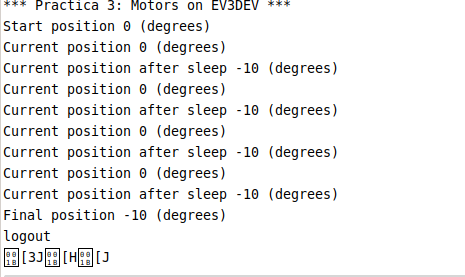 *** Practica 3: Motors on EV3DEV ***
Start position 0 (degrees)
Current position 0 (degrees)
Current position after sleep -10 (degrees)
Current position 0 (degrees)
Current position after sleep -10 (degrees)
Current position 0 (degrees)
Current position after sleep -10 (degrees)
Current position 0 (degrees)
Current position after sleep -10 (degrees)
Final position -10 (degrees)
logout
[3J[H[J